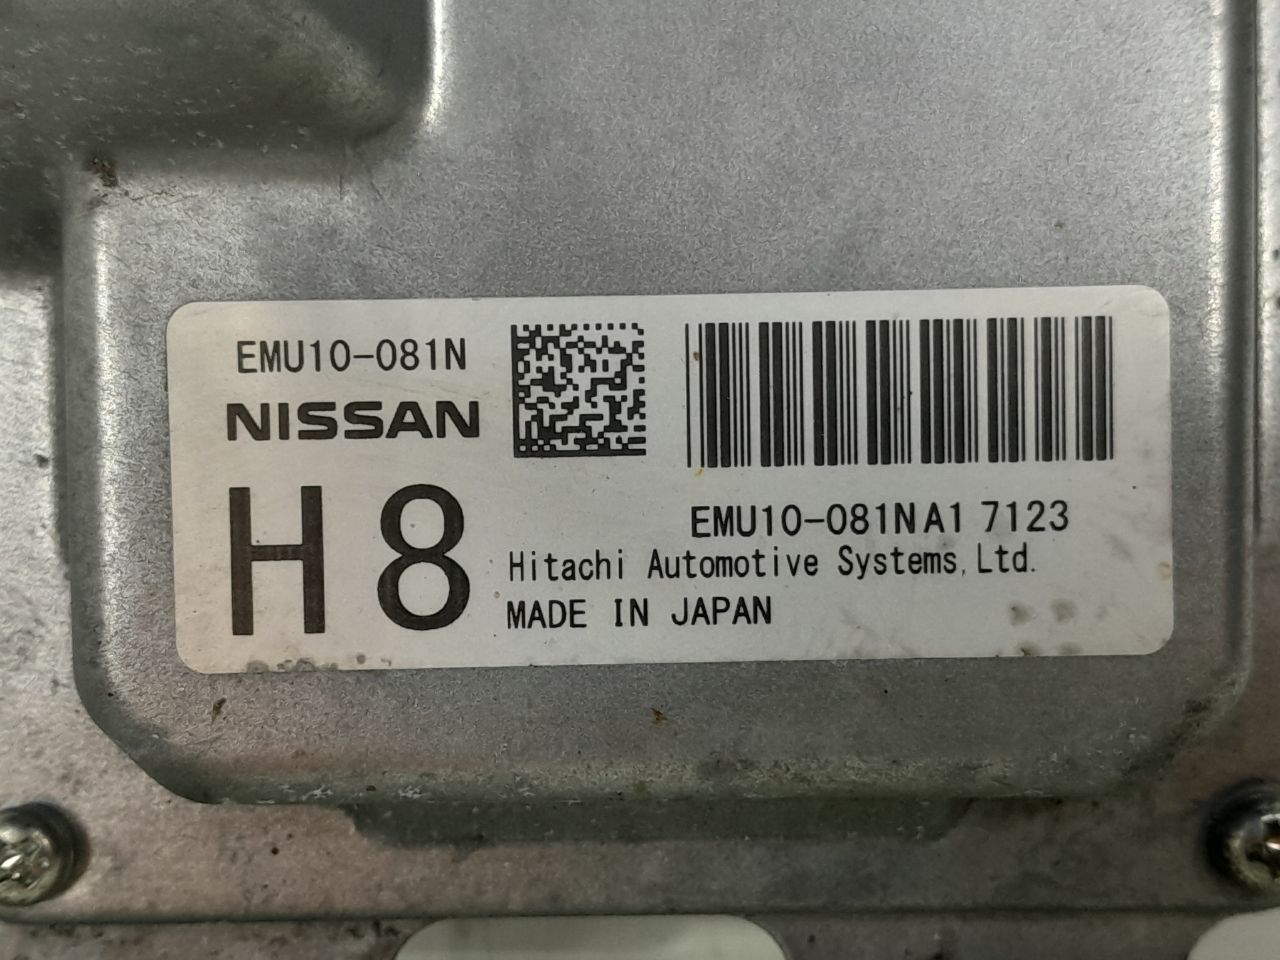 EMU10-081N
NISSAN
H8
EMU10-081NA1 7123
Hitachi Automotive Systems,Ltd.
MADE IN JAPAN